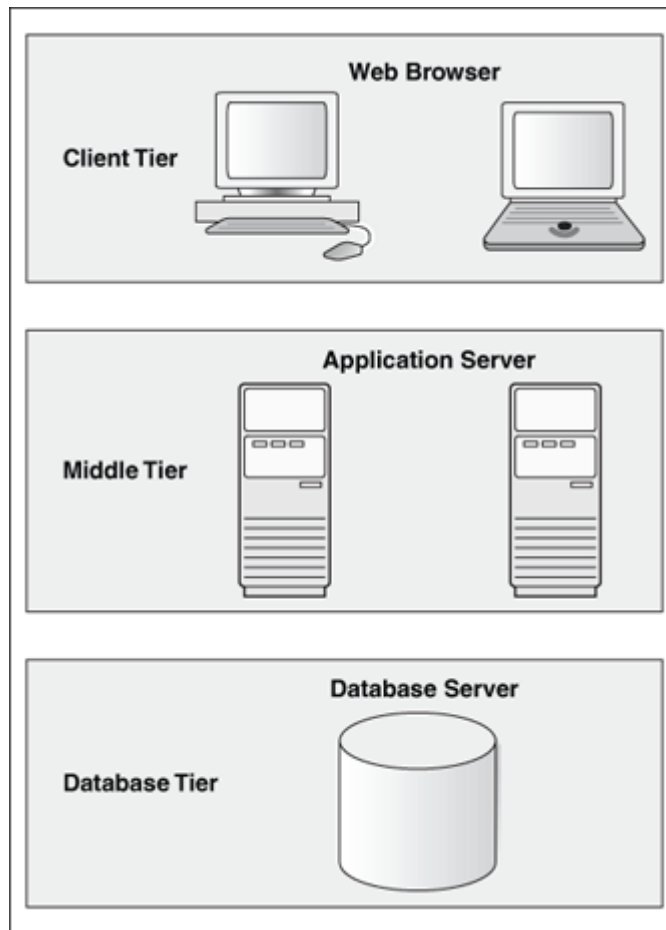 Web Browser
Client Tier
Application Server
Middle Tier
Database Server
Database Tier